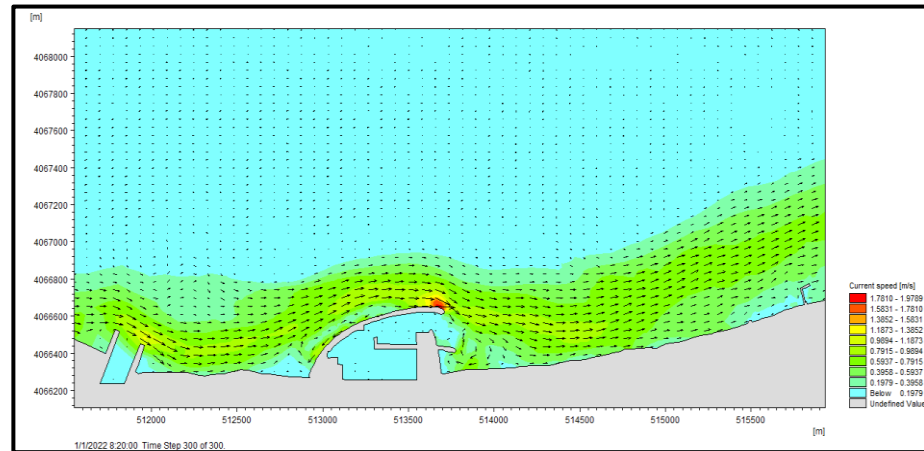 [m]
4068000
4067800
4067600
4067400
4067200
4067000
4066800
4066600
4066400
4066200
512000 512500 513000 513500 514000 514500 515000 515500
[m]
1/1/2022 8:20:00 Time Step 300 of 300.
Current speed [m/s]
1.7810 - 1.9789
1.5831 - 1.7810
1.3852 - 1.5831
1.1873 - 1.3852
0.9894 - 1.1873
0.7915 - 0.9894
0.5937 - 0.7915
0.3958 - 0.5937
0.1979 - 0.3958
Below 0.1979
Undefined Value